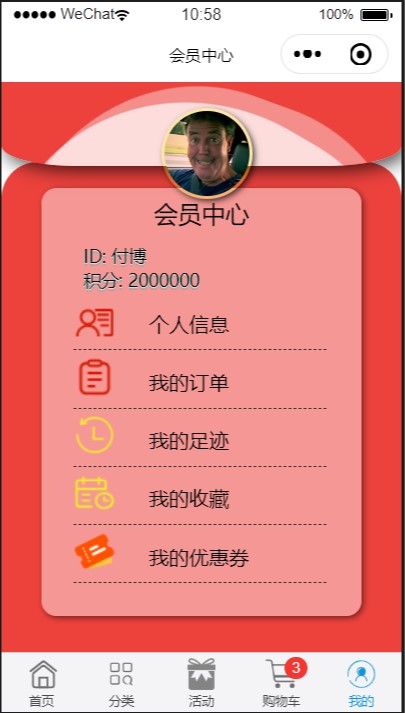 WeChat 10:58 100%
会员中心
会员中心
ID: 付博
积分: 2000000
个人信息
我的订单
我的足迹
我的收藏
我的优惠券
3
首页 分类 活动 购物车 我的